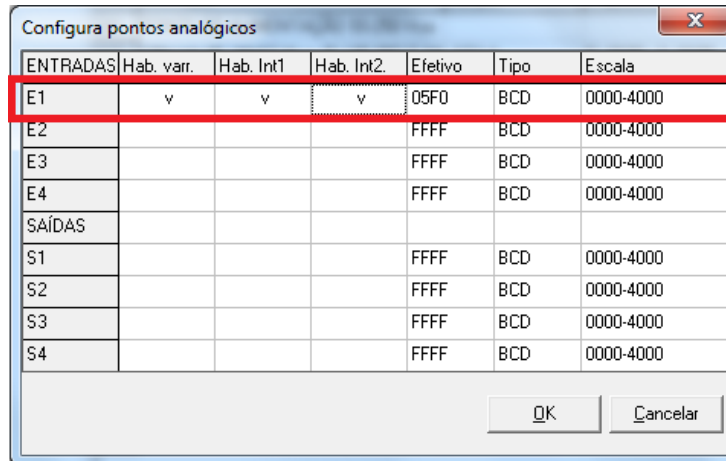 Configura pontos analógicos
ENTRADAS Hab. varr. Hab. Int1 Hab. Int2. Efetivo Tipo Escala
E1 v v v 05F0 BCD 0000-4000
E2 FFFF BCD 0000-4000
E3 FFFF BCD 0000-4000
E4 FFFF BCD 0000-4000
SAÍDAS
S1 FFFF BCD 0000-4000
S2 FFFF BCD 0000-4000
S3 FFFF BCD 0000-4000
S4 FFFF BCD 0000-4000
OK Cancelar